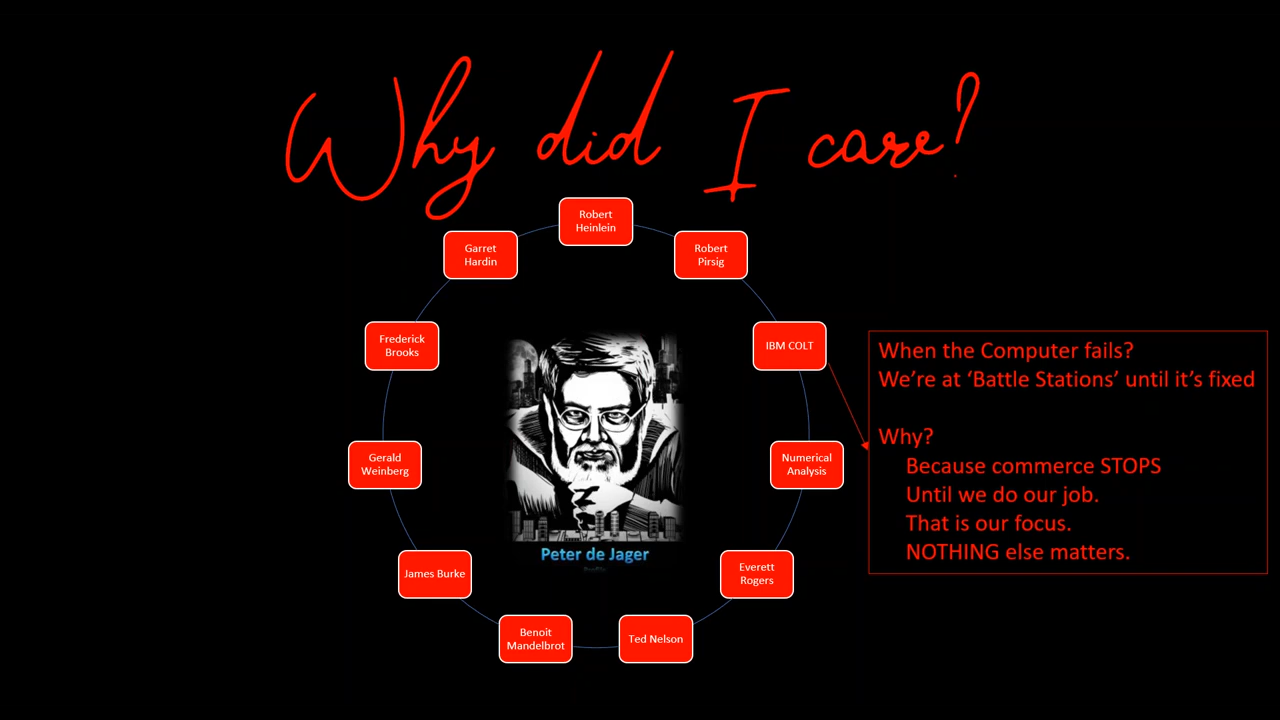 Why did I care?
Robert
Heinlein
Robert
Pirsig
IBM COLT
Numerical
Analysis
Everett
Rogers
Ted Nelson
Benoit
Mandelbrot
James Burke
Gerald
Weinberg
Frederick
Brooks
Garret
Hardin
Peter de Jager
When the Computer fails?
We’re at ‘Battle Stations’ until it’s fixed
Why?
Because commerce STOPS
Until we do our job.
That is our focus.
NOTHING else matters.